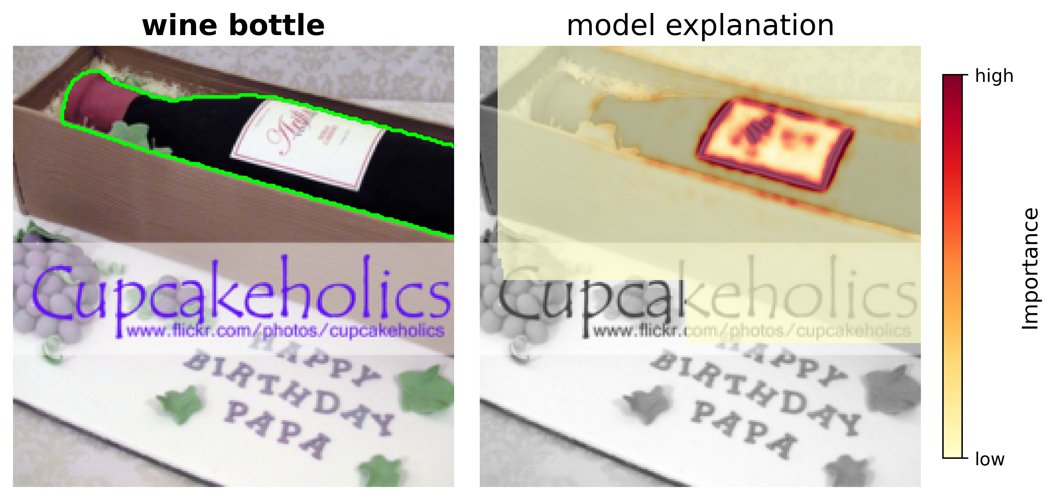 wine bottle
model explanation
Cupcakeholics
www.flickr.com/photos/cupcakeholics
HAPPY
BIRTHDAY
PAPA
Cupcakeholics
www.flickr.com/photos/cupcakeholics
HAPPY
BIRTHDAY
PAPA
high
Importance
low